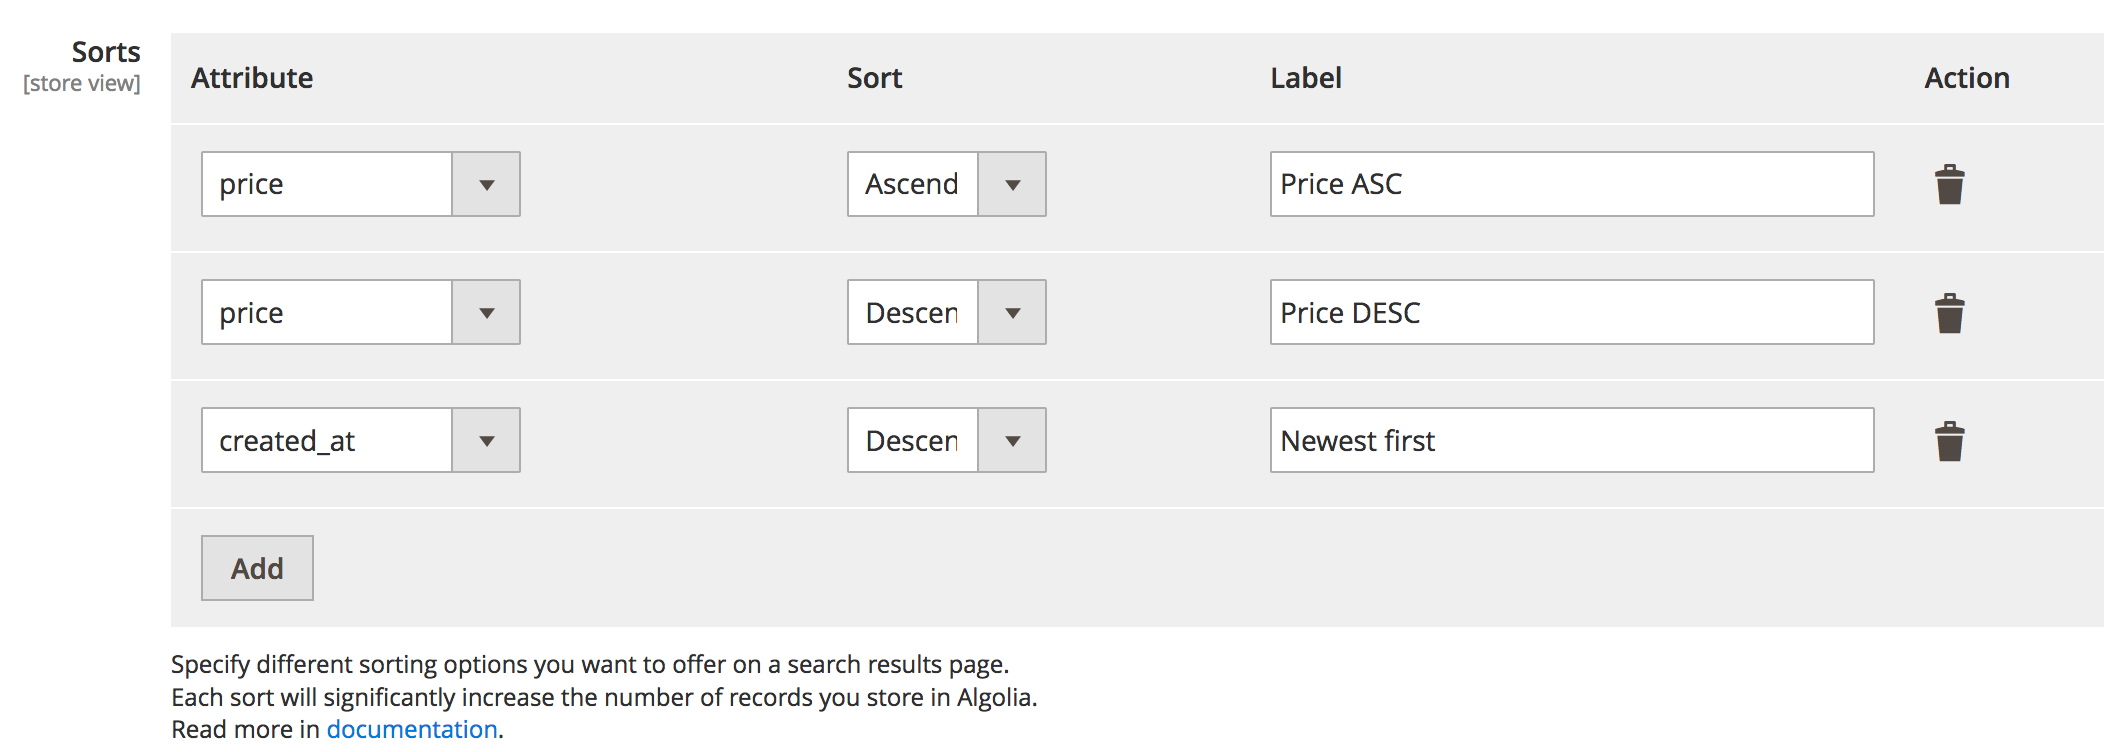 Sorts
[store view]
Attribute Sort Label Action
price Ascend Price ASC
price Descen Price DESC
created_at Descen Newest first
Add
Specify different sorting options you want to offer on a search results page.
Each sort will significantly increase the number of records you store in Algolia.
Read more in documentation.